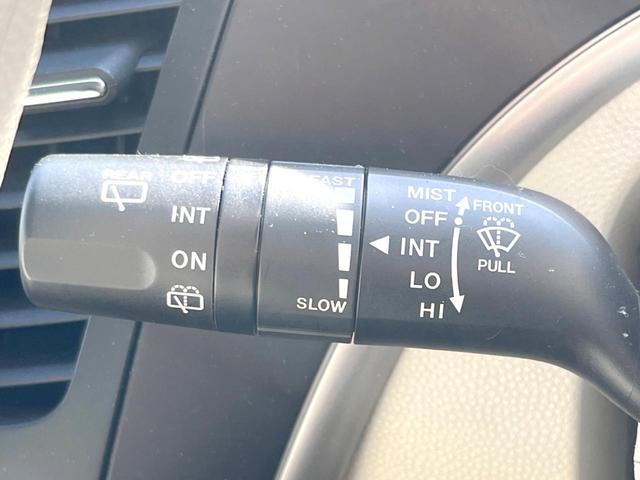 REAR OFF
INT
ON
FAST
SLOW
MIST
OFF
INT
LO
HI
FRONT
PULL